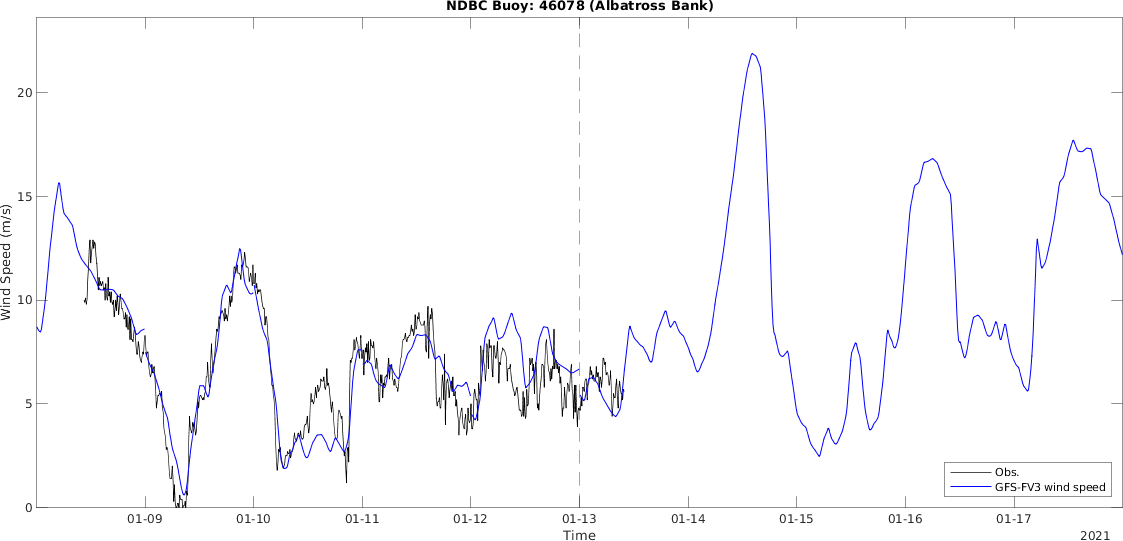 NDBC Buoy: 46078 (Albatross Bank)
Wind Speed (m/s)
20
15
10
5
0
01-09 01-10 01-11 01-12 01-13 01-14 01-15 01-16 01-17
Time
2021
Obs.
GFS-FV3 wind speed